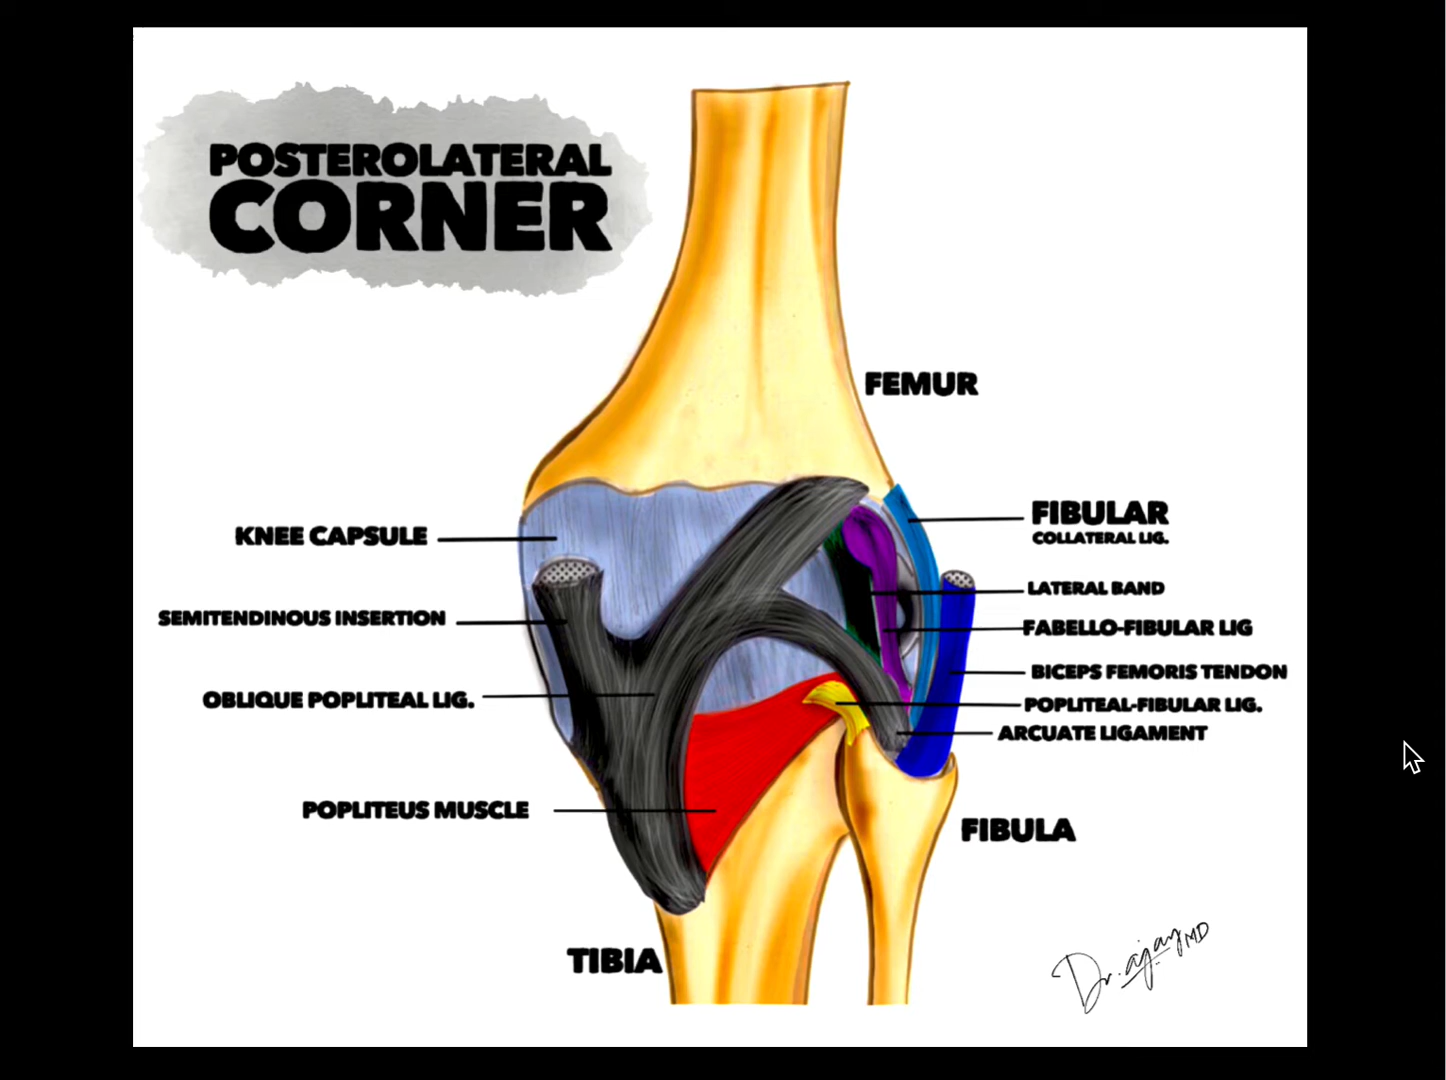 POSTEROLATERAL
CORNER
FEMUR
KNEE CAPSULE
FIBULAR
COLLATERAL LIG.
LATERAL BAND
SEMITENDINOUS INSERTION
FABELLO-FIBULAR LIG
BICEPS FEMORIS TENDON
OBLIQUE POPLITEAL LIG.
POPLITEAL-FIBULAR LIG.
ARCUATE LIGAMENT
POPLITEUS MUSCLE
FIBULA
TIBIA
Dr. ajay MD